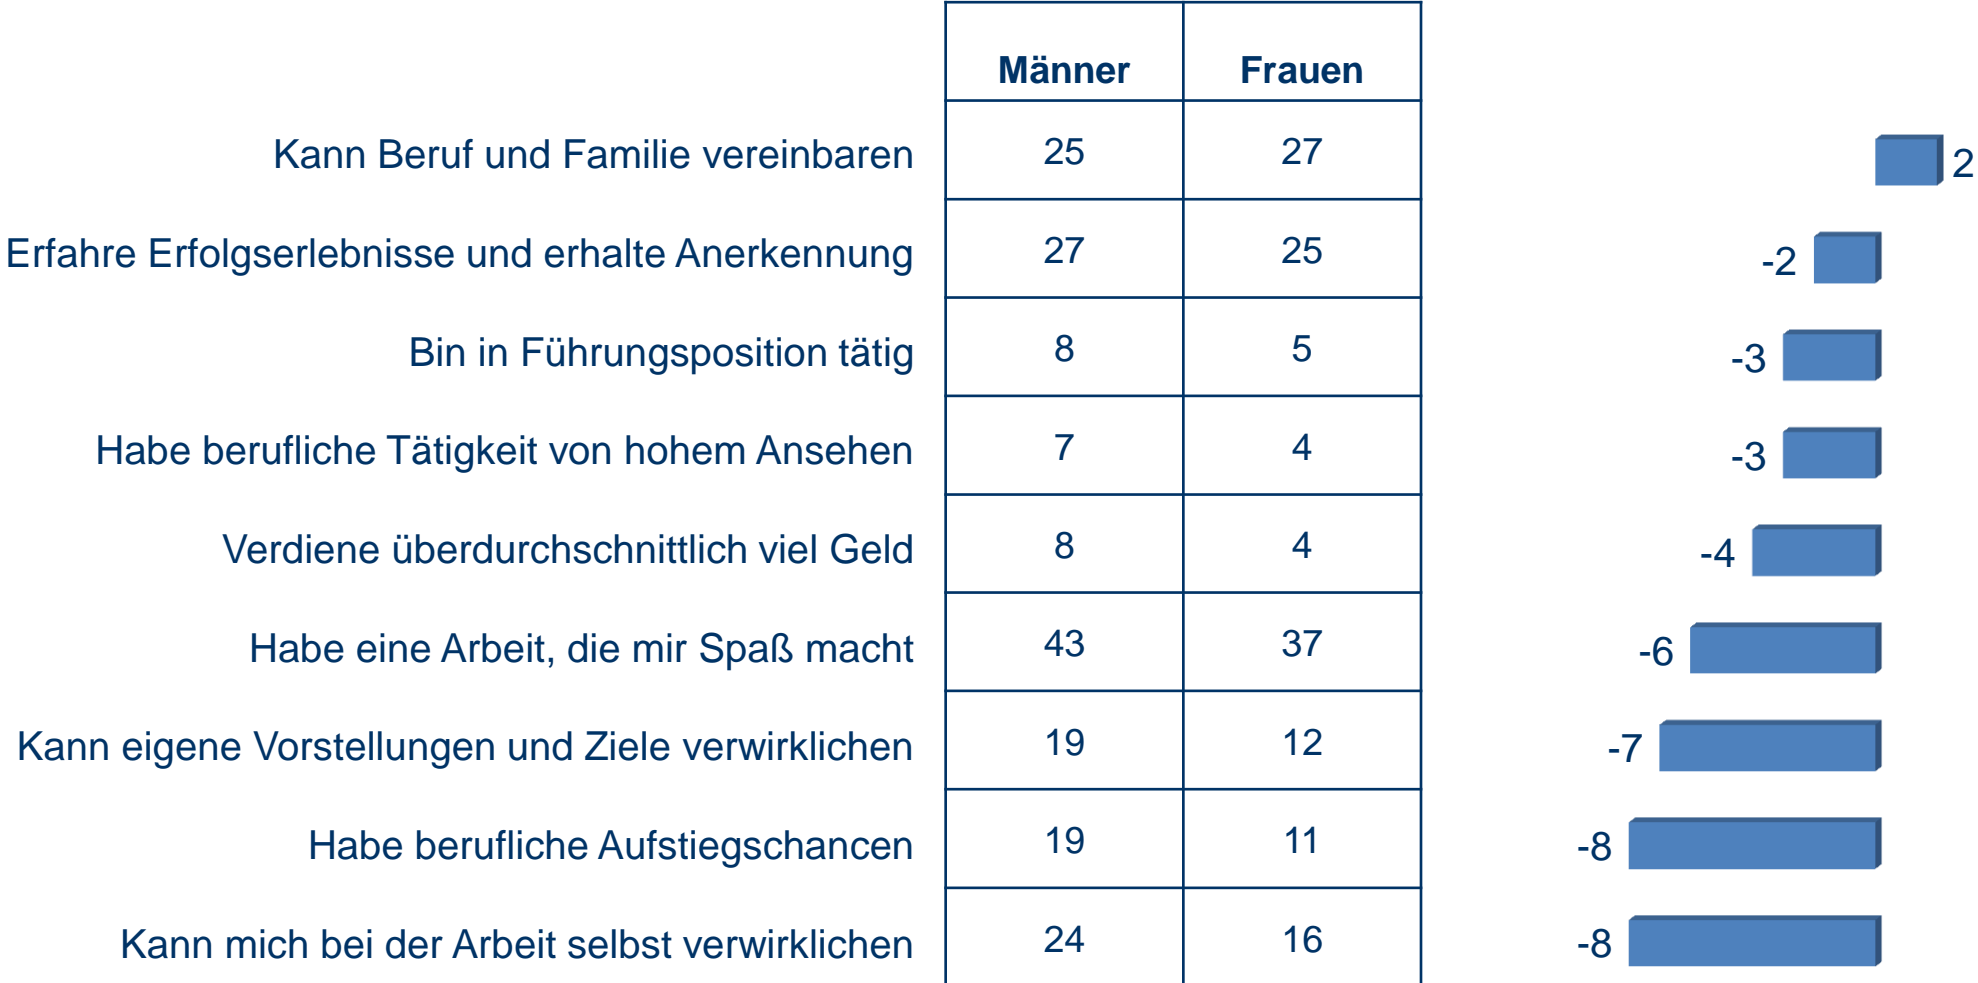 Männer Frauen
Kann Beruf und Familie vereinbaren 25 27 2
Erfahre Erfolgserlebnisse und erhalte Anerkennung 27 25 -2
Bin in Führungsposition tätig 8 5 -3
Habe berufliche Tätigkeit von hohem Ansehen 7 4 -3
Verdiene überdurchschnittlich viel Geld 8 4 -4
Habe eine Arbeit, die mir Spaß macht 43 37 -6
Kann eigene Vorstellungen und Ziele verwirklichen 19 12 -7
Habe berufliche Aufstiegschancen 19 11 -8
Kann mich bei der Arbeit selbst verwirklichen 24 16 -8